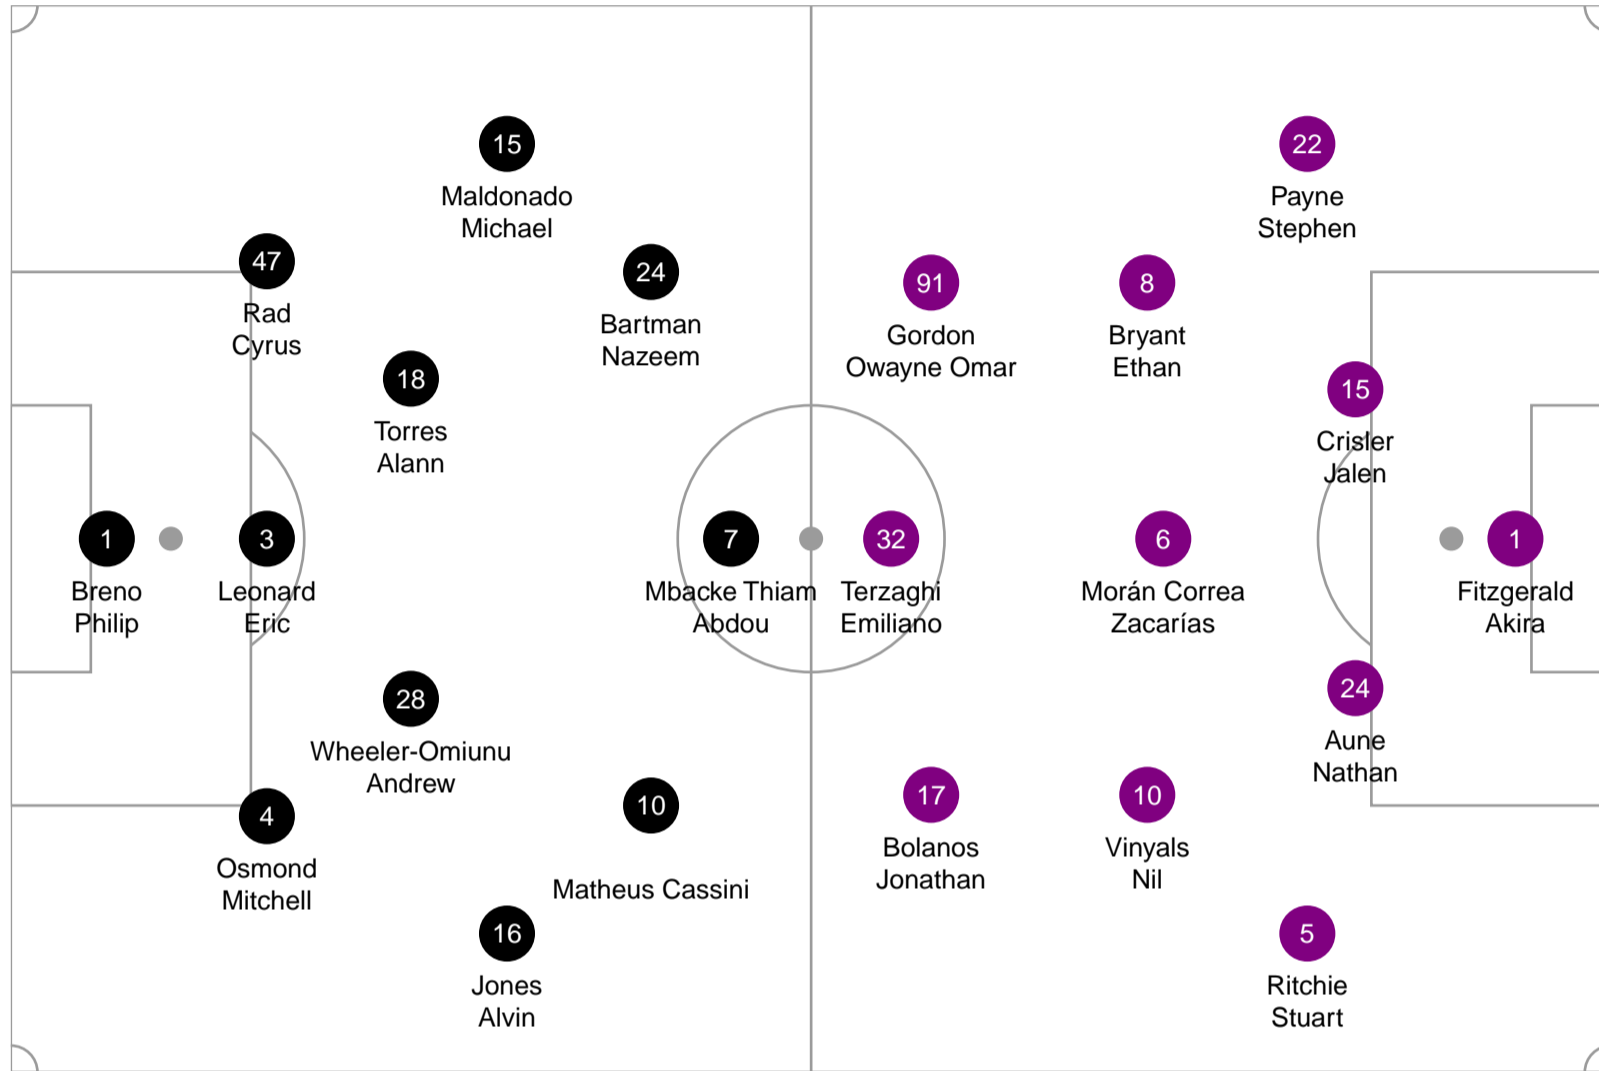 15
Maldonado
Michael
47
Rad
Cyrus
24
Bartman
Nazeem
18
Torres
Alann
1
Breno
Philip
3
Leonard
Eric
7
Mbacke Thiam
Abdou
28
Wheeler-Omiunu
Andrew
4
Osmond
Mitchell
10
Matheus Cassini
16
Jones
Alvin
22
Payne
Stephen
91
Gordon
Owayne Omar
8
Bryant
Ethan
15
Crisler
Jalen
32
Terzaghi
Emiliano
6
Morán Correa
Zacarías
1
Fitzgerald
Akira
24
Aune
Nathan
17
Bolanos
Jonathan
10
Vinyals
Nil
5
Ritchie
Stuart